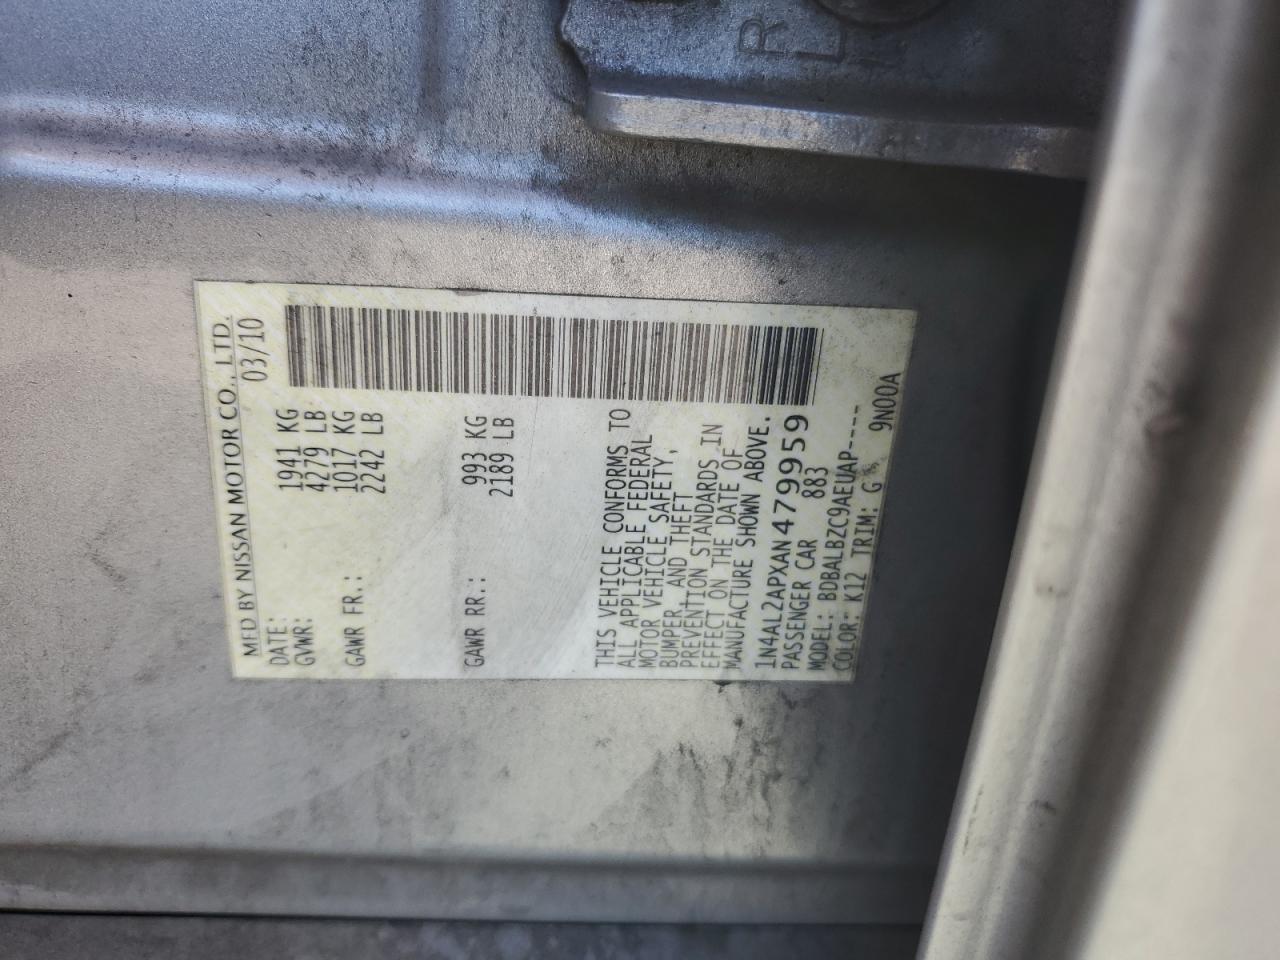 MFD BY NISSAN MOTOR CO., LTD.
DATE: 03/10
GVWR: 1941 KG
4279 LB
GAWR FR.: 1017 KG
2242 LB
GAWR RR.: 993 KG
2189 LB
THIS VEHICLE CONFORMS TO
ALL APPLICABLE FEDERAL
MOTOR VEHICLE SAFETY,
BUMPER, AND THEFT
PREVENTION STANDARDS IN
EFFECT ON THE DATE OF
MANUFACTURE SHOWN ABOVE.
1N4AL2APXAN479959
PASSENGER CAR 883
MODEL: BDBALBZC9AEUAP-----
COLOR: K12 TRIM: G 9N00A
R
L